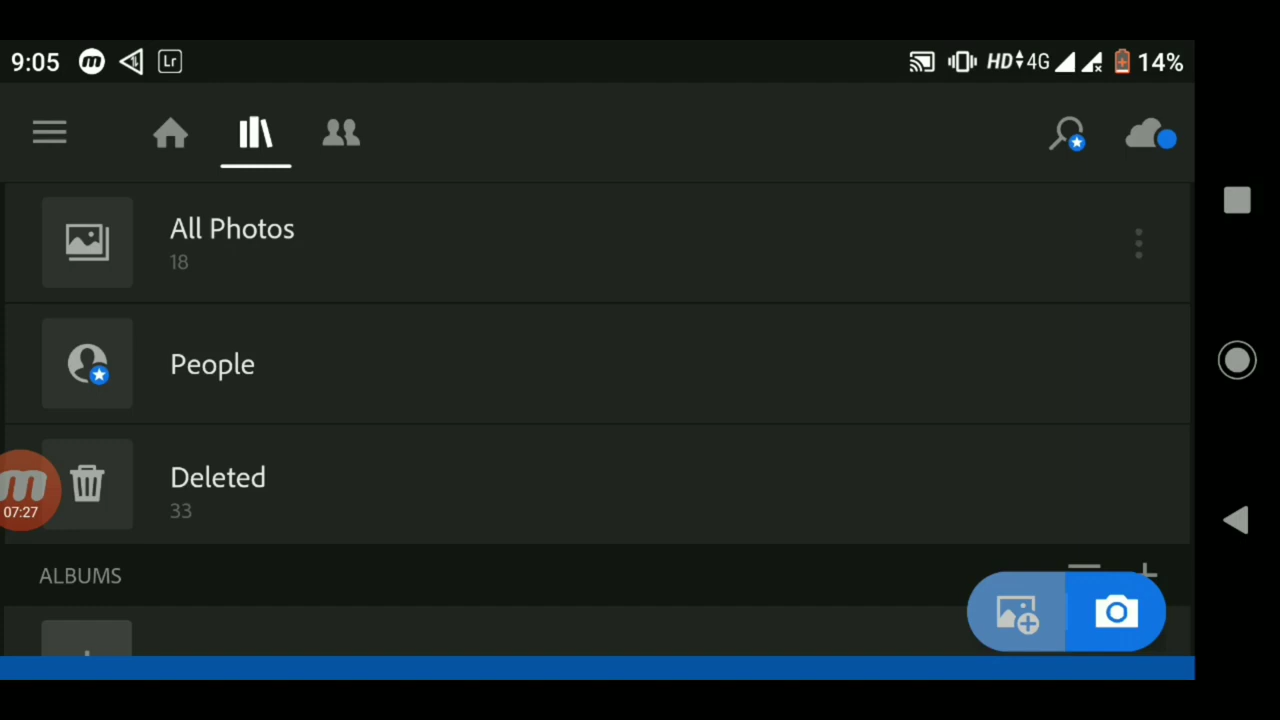 9:05 m Lr HD 4G 14%
All Photos
18
People
Deleted
33
m
07:27
ALBUMS